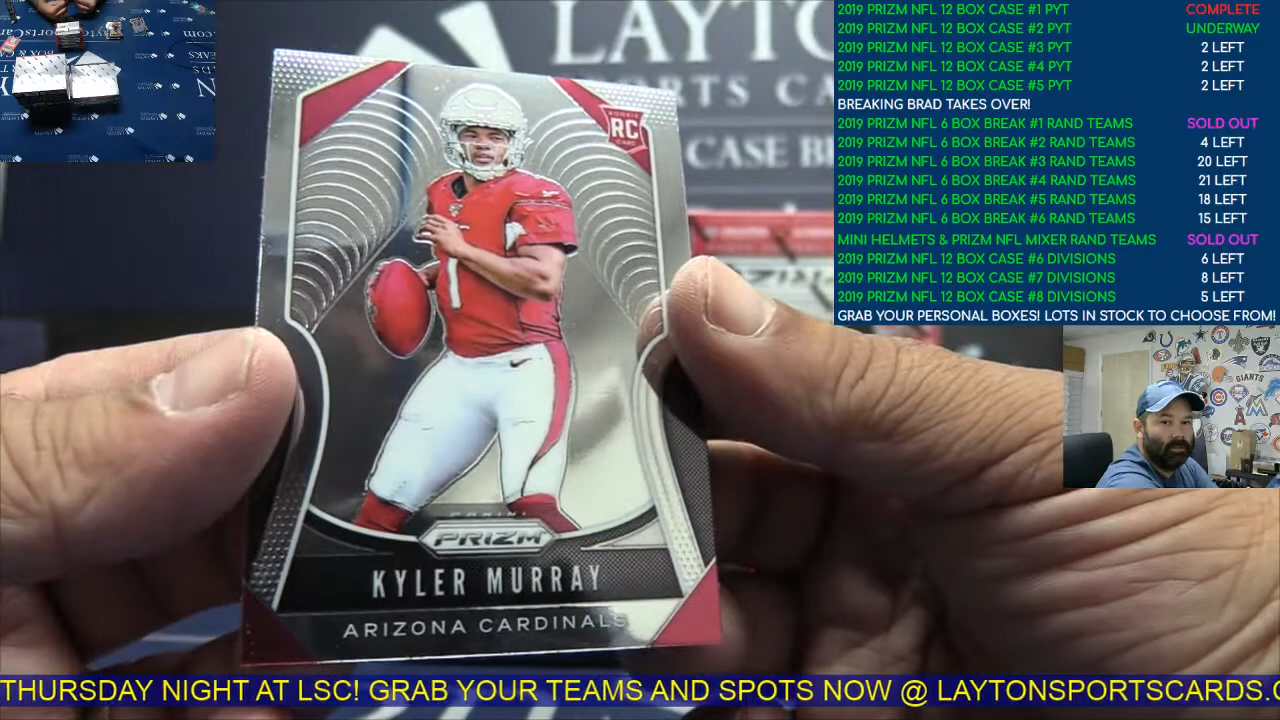 LAYTO
RTS CA
CASE B
ROOKIE
RC
CARD
1
PANINI
PRIZM
KYLER MURRAY
ARIZONA CARDINALS
2019 PRIZM NFL 12 BOX CASE #1 PYT COMPLETE
2019 PRIZM NFL 12 BOX CASE #2 PYT UNDERWAY
2019 PRIZM NFL 12 BOX CASE #3 PYT 2 LEFT
2019 PRIZM NFL 12 BOX CASE #4 PYT 2 LEFT
2019 PRIZM NFL 12 BOX CASE #5 PYT 2 LEFT
BREAKING BRAD TAKES OVER!
2019 PRIZM NFL 6 BOX BREAK #1 RAND TEAMS SOLD OUT
2019 PRIZM NFL 6 BOX BREAK #2 RAND TEAMS 4 LEFT
2019 PRIZM NFL 6 BOX BREAK #3 RAND TEAMS 20 LEFT
2019 PRIZM NFL 6 BOX BREAK #4 RAND TEAMS 21 LEFT
2019 PRIZM NFL 6 BOX BREAK #5 RAND TEAMS 18 LEFT
2019 PRIZM NFL 6 BOX BREAK #6 RAND TEAMS 15 LEFT
MINI HELMETS & PRIZM NFL MIXER RAND TEAMS SOLD OUT
2019 PRIZM NFL 12 BOX CASE #6 DIVISIONS 6 LEFT
2019 PRIZM NFL 12 BOX CASE #7 DIVISIONS 8 LEFT
2019 PRIZM NFL 12 BOX CASE #8 DIVISIONS 5 LEFT
GRAB YOUR PERSONAL BOXES! LOTS IN STOCK TO CHOOSE FROM!
GIANTS
THURSDAY NIGHT AT LSC! GRAB YOUR TEAMS AND SPOTS NOW @ LAYTONSPORTSCARDS.C